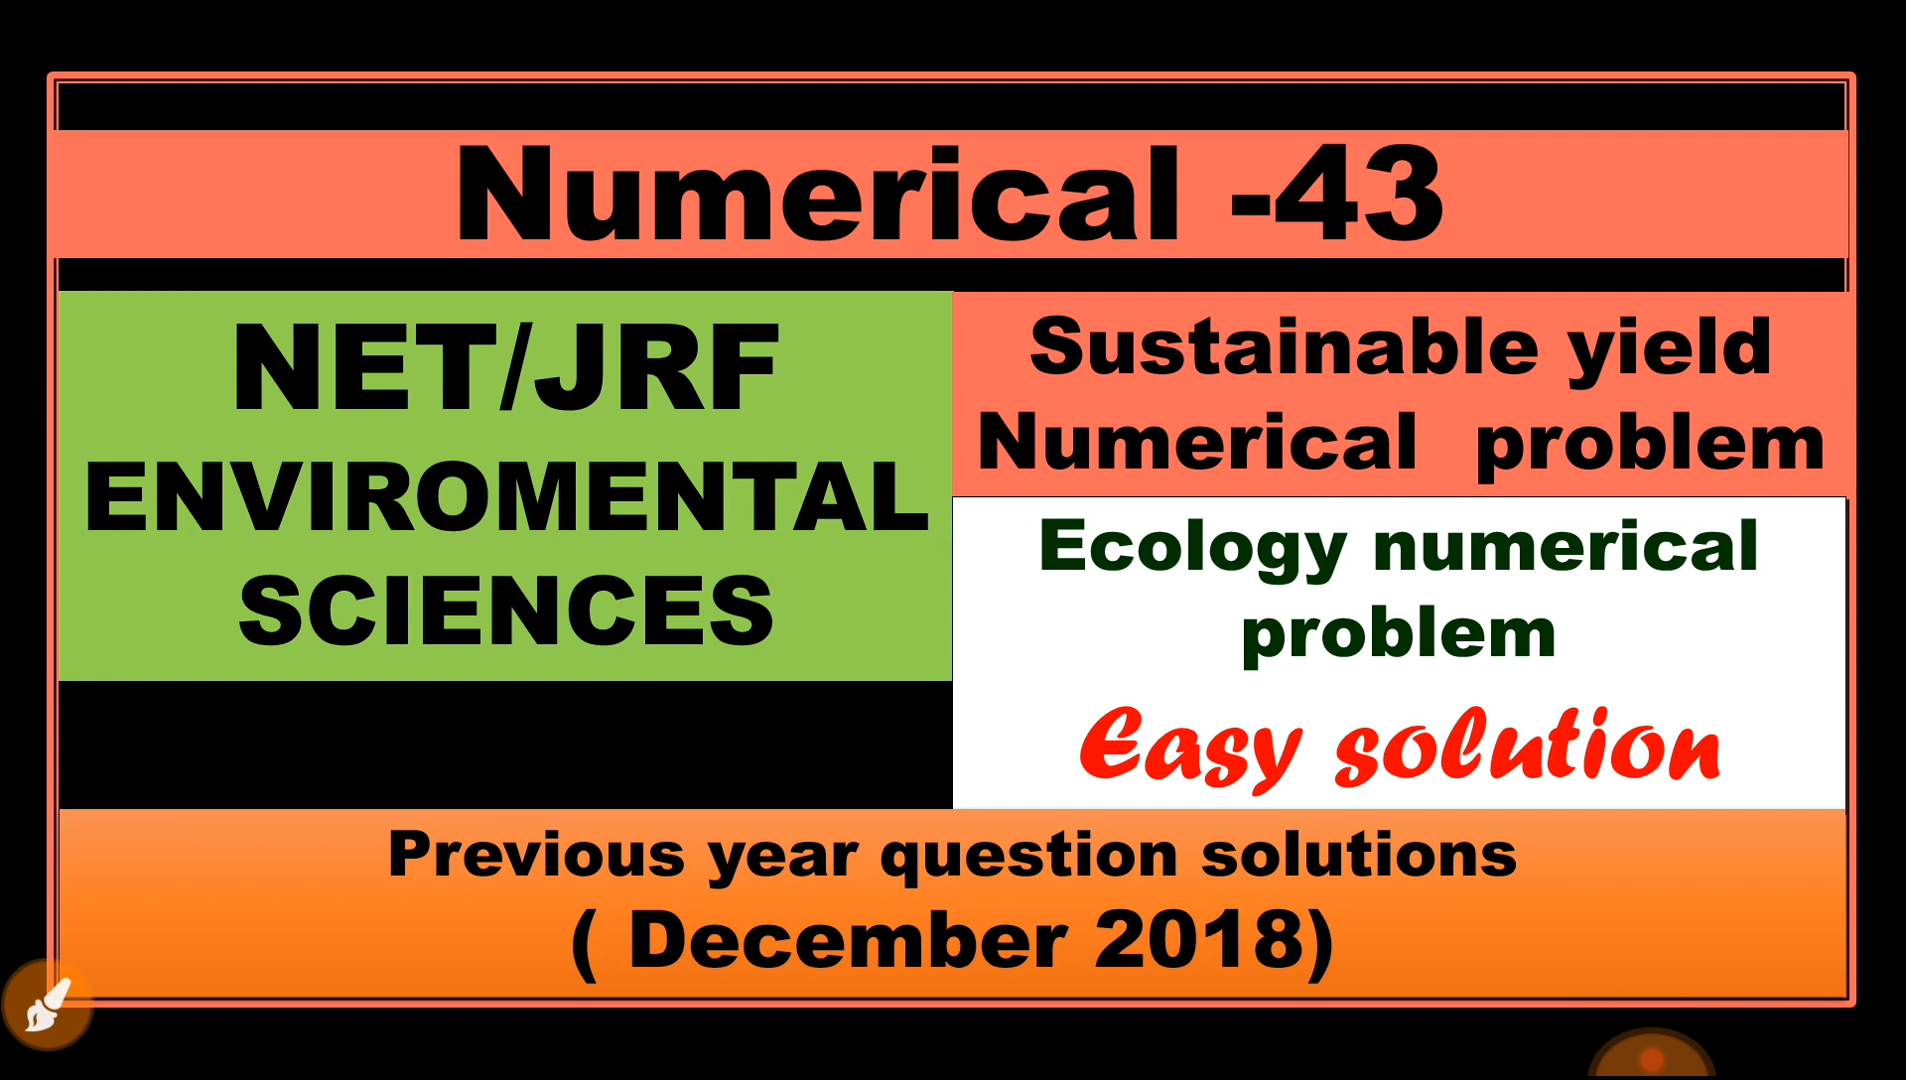 Numerical -43
NET/JRF
ENVIROMENTAL
SCIENCES
Sustainable yield
Numerical problem
Ecology numerical
problem
Easy solution
Previous year question solutions
( December 2018)